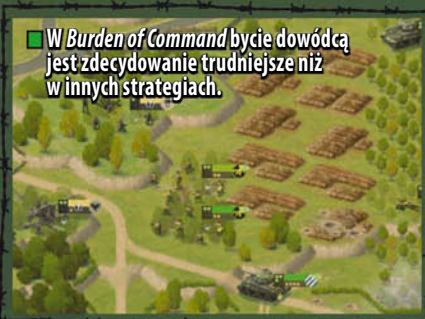 W Burden of Command bycie dowódcą
jest zdecydowanie trudniejsze niż
w innych strategiach.